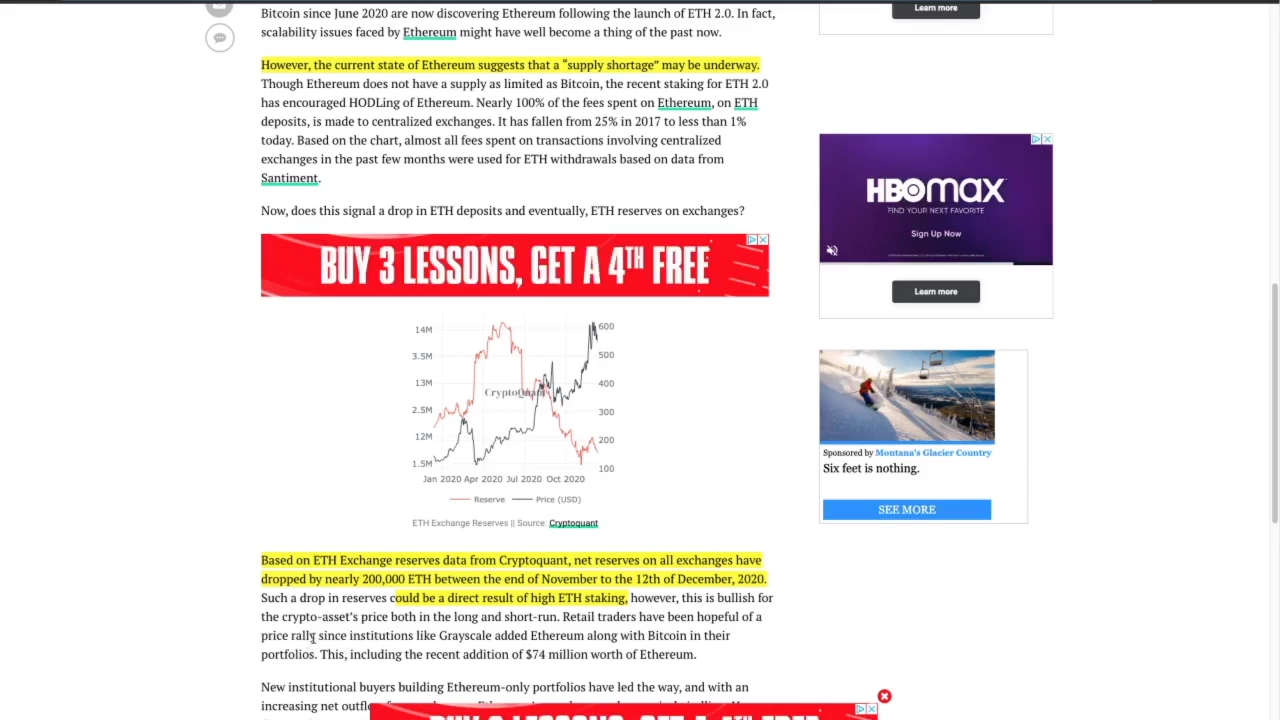 Bitcoin since June 2020 are now discovering Ethereum following the launch of ETH 2.0. In fact,
scalability issues faced by Ethereum might have well become a thing of the past now.
However, the current state of Ethereum suggests that a “supply shortage” may be underway.
Though Ethereum does not have a supply as limited as Bitcoin, the recent staking for ETH 2.0
has encouraged HODLing of Ethereum. Nearly 100% of the fees spent on Ethereum, on ETH
deposits, is made to centralized exchanges. It has fallen from 25% in 2017 to less than 1%
today. Based on the chart, almost all fees spent on transactions involving centralized
exchanges in the past few months were used for ETH withdrawals based on data from
Santiment.
Now, does this signal a drop in ETH deposits and eventually, ETH reserves on exchanges?
BUY 3 LESSONS, GET A 4TH FREE
14M
3.5M
13M
2.5M
12M
1.5M
600
500
400
300
200
100
CryptoQuant
Jan 2020 Apr 2020 Jul 2020 Oct 2020
Reserve Price (USD)
ETH Exchange Reserves || Source: Cryptoquant
Based on ETH Exchange reserves data from Cryptoquant, net reserves on all exchanges have
dropped by nearly 200,000 ETH between the end of November to the 12th of December, 2020.
Such a drop in reserves could be a direct result of high ETH staking, however, this is bullish for
the crypto-asset’s price both in the long and short-run. Retail traders have been hopeful of a
price rally since institutions like Grayscale added Ethereum along with Bitcoin in their
portfolios. This, including the recent addition of $74 million worth of Ethereum.
New institutional buyers building Ethereum-only portfolios have led the way, and with an
increasing net
Learn more
HBOMAX
FIND YOUR NEXT FAVORITE
Sign Up Now
Learn more
Sponsored by Montana's Glacier Country
Six feet is nothing.
SEE MORE
BUY 3 LESSONS, GET A 4TH FREE